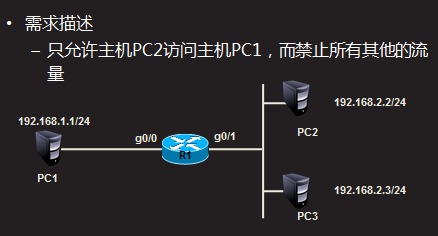 • 需求描述
– 只允许主机PC2访问主机PC1，而禁止所有其他的流量
192.168.1.1/24
PC1
g0/0
R1
g0/1
PC2
192.168.2.2/24
PC3
192.168.2.3/24